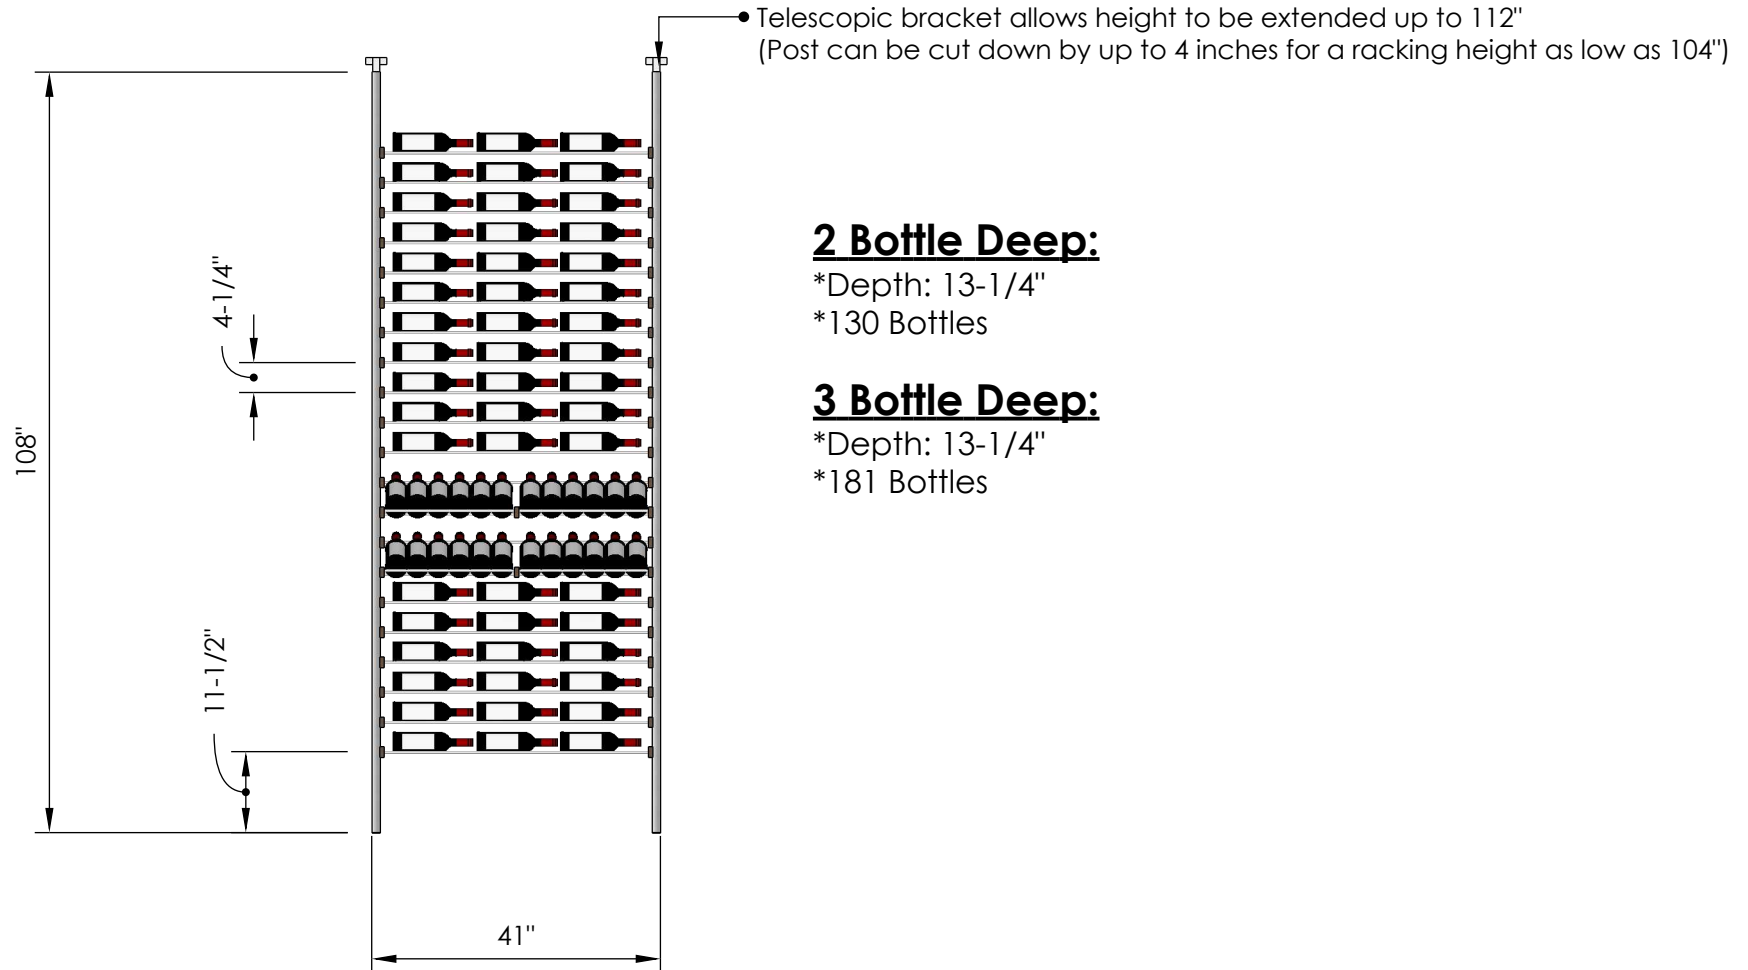 Telescopic bracket allows height to be extended up to 112"
(Post can be cut down by up to 4 inches for a racking height as low as 104")
2 Bottle Deep:
*Depth: 13-1/4"
*130 Bottles
3 Bottle Deep:
*Depth: 13-1/4"
*181 Bottles
4-1/4"
108"
11-1/2"
41"